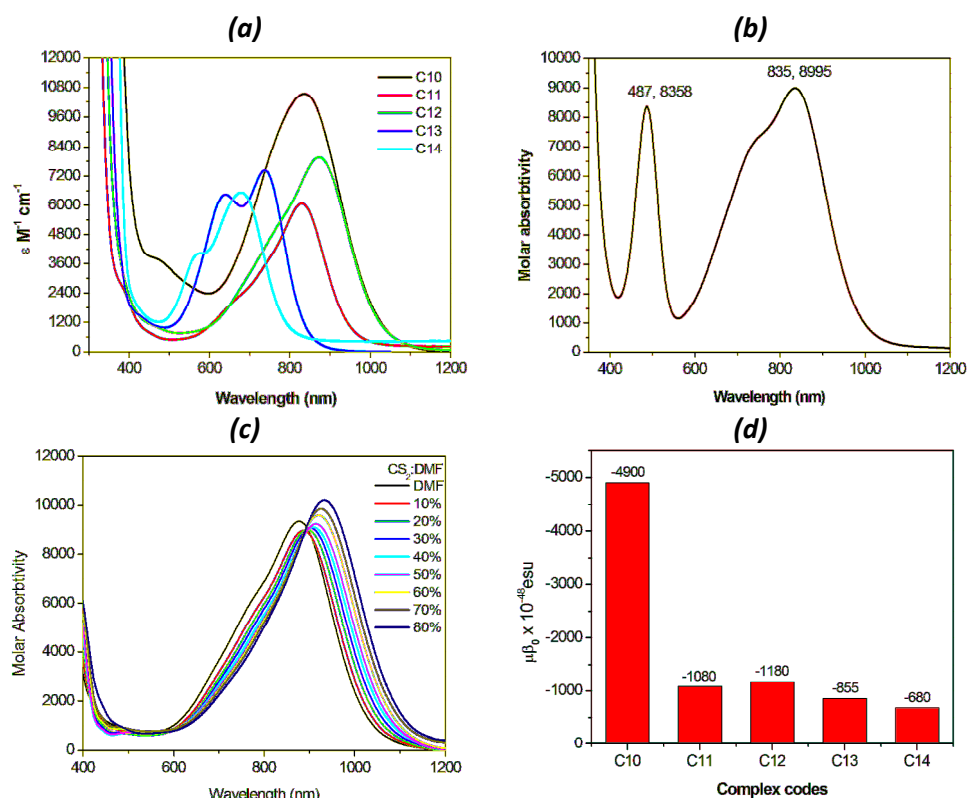 (a)
12000
10800
9600
8400
7200
6000
4800
3600
2400
1200
0
ε M⁻¹ cm⁻¹
C10
C11
C12
C13
C14
400
600
800
1000
1200
Wavelength (nm)
(b)
10000
9000
8000
7000
6000
5000
4000
3000
2000
1000
0
Molar absorbtivity
487, 8358
835, 8995
400
600
800
1000
1200
Wavelength (nm)
(c)
12000
10000
8000
6000
4000
2000
0
Molar Absorbtivity
CS₂:DMF
DMF
10%
20%
30%
40%
50%
60%
70%
80%
400
600
800
1000
1200
Wavelength (nm)
(d)
-5000
-4000
-3000
-2000
-1000
0
μβ₀ x 10⁻⁴⁸esu
-4900
-1080
-1180
-855
-680
C10
C11
C12
C13
C14
Complex codes